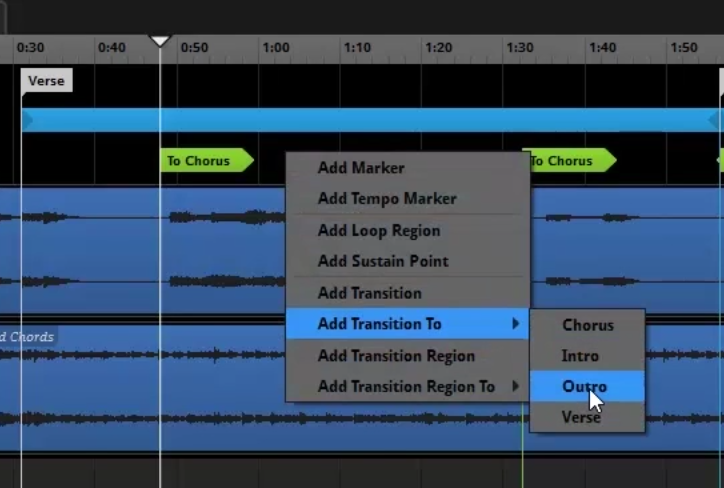 0:30 0:40 0:50 1:00 1:10 1:20 1:30 1:40 1:50
Verse
To Chorus
To Chorus
Add Marker
Add Tempo Marker
Add Loop Region
Add Sustain Point
Add Transition
Add Transition To
Add Transition Region
Add Transition Region To
Chorus
Intro
Outro
Verse
d Chords